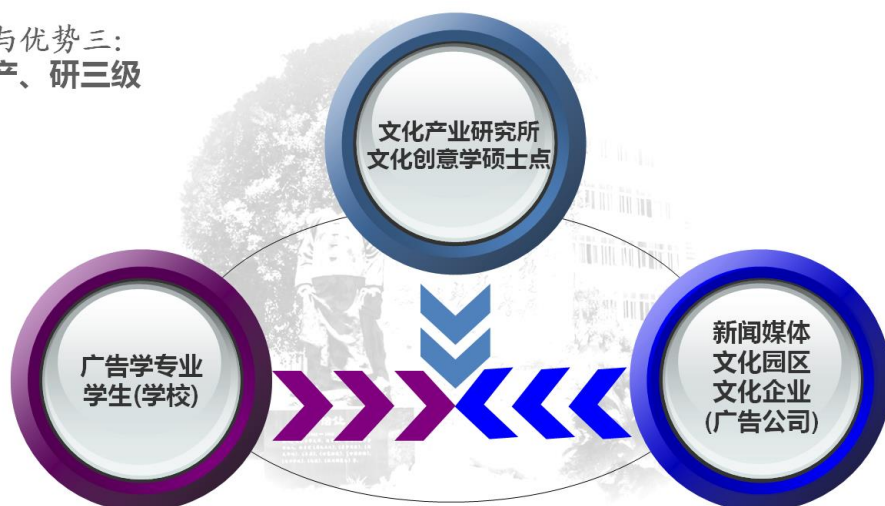 与优势三：
产、研三级
文化产业研究所
文化创意学硕士点
广告学专业
学生(学校)
新闻媒体
文化园区
文化企业
(广告公司)